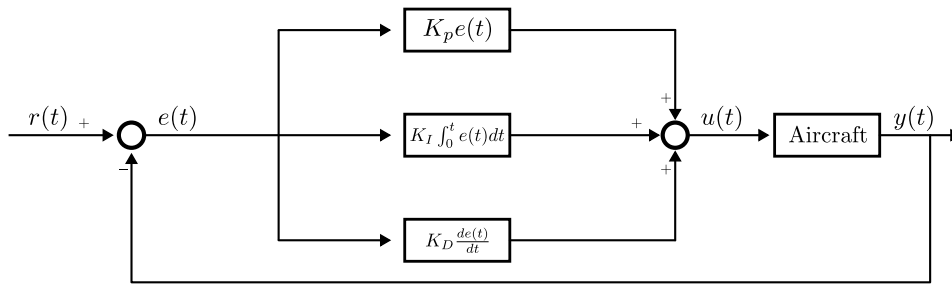 K_p e(t)
r(t) + e(t) K_I ∫_0^t e(t)dt + + u(t) Aircraft y(t)
− +
K_D de(t)/dt